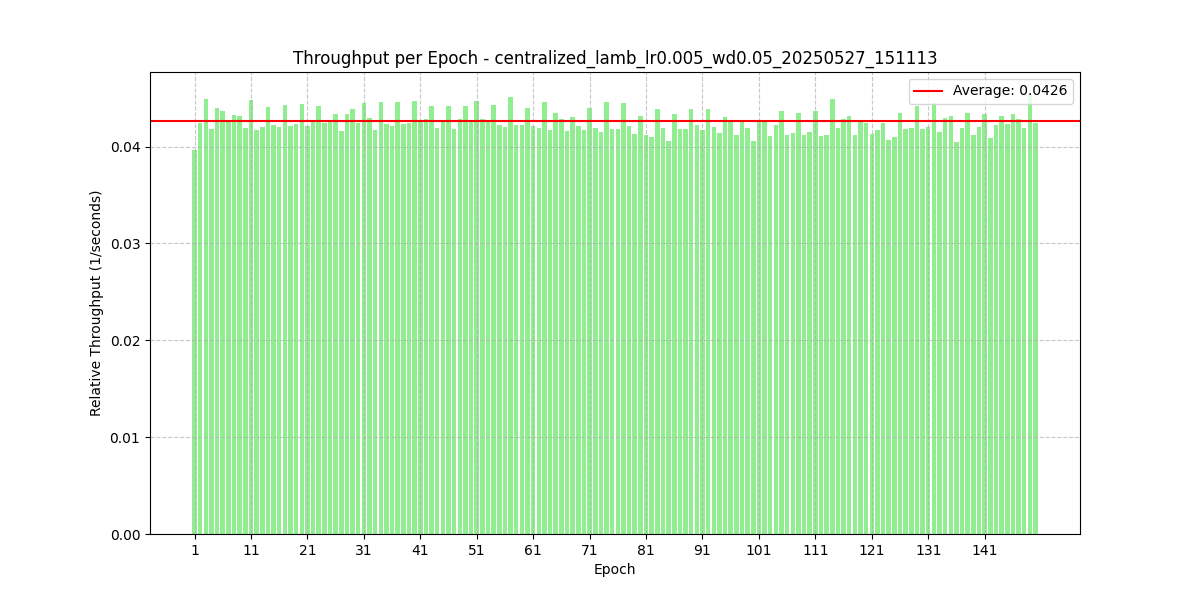 Throughput per Epoch - centralized_lamb_lr0.005_wd0.05_20250527_151113
Average: 0.0426
Relative Throughput (1/seconds)
0.04
0.03
0.02
0.01
0.00
1 11 21 31 41 51 61 71 81 91 101 111 121 131 141
Epoch